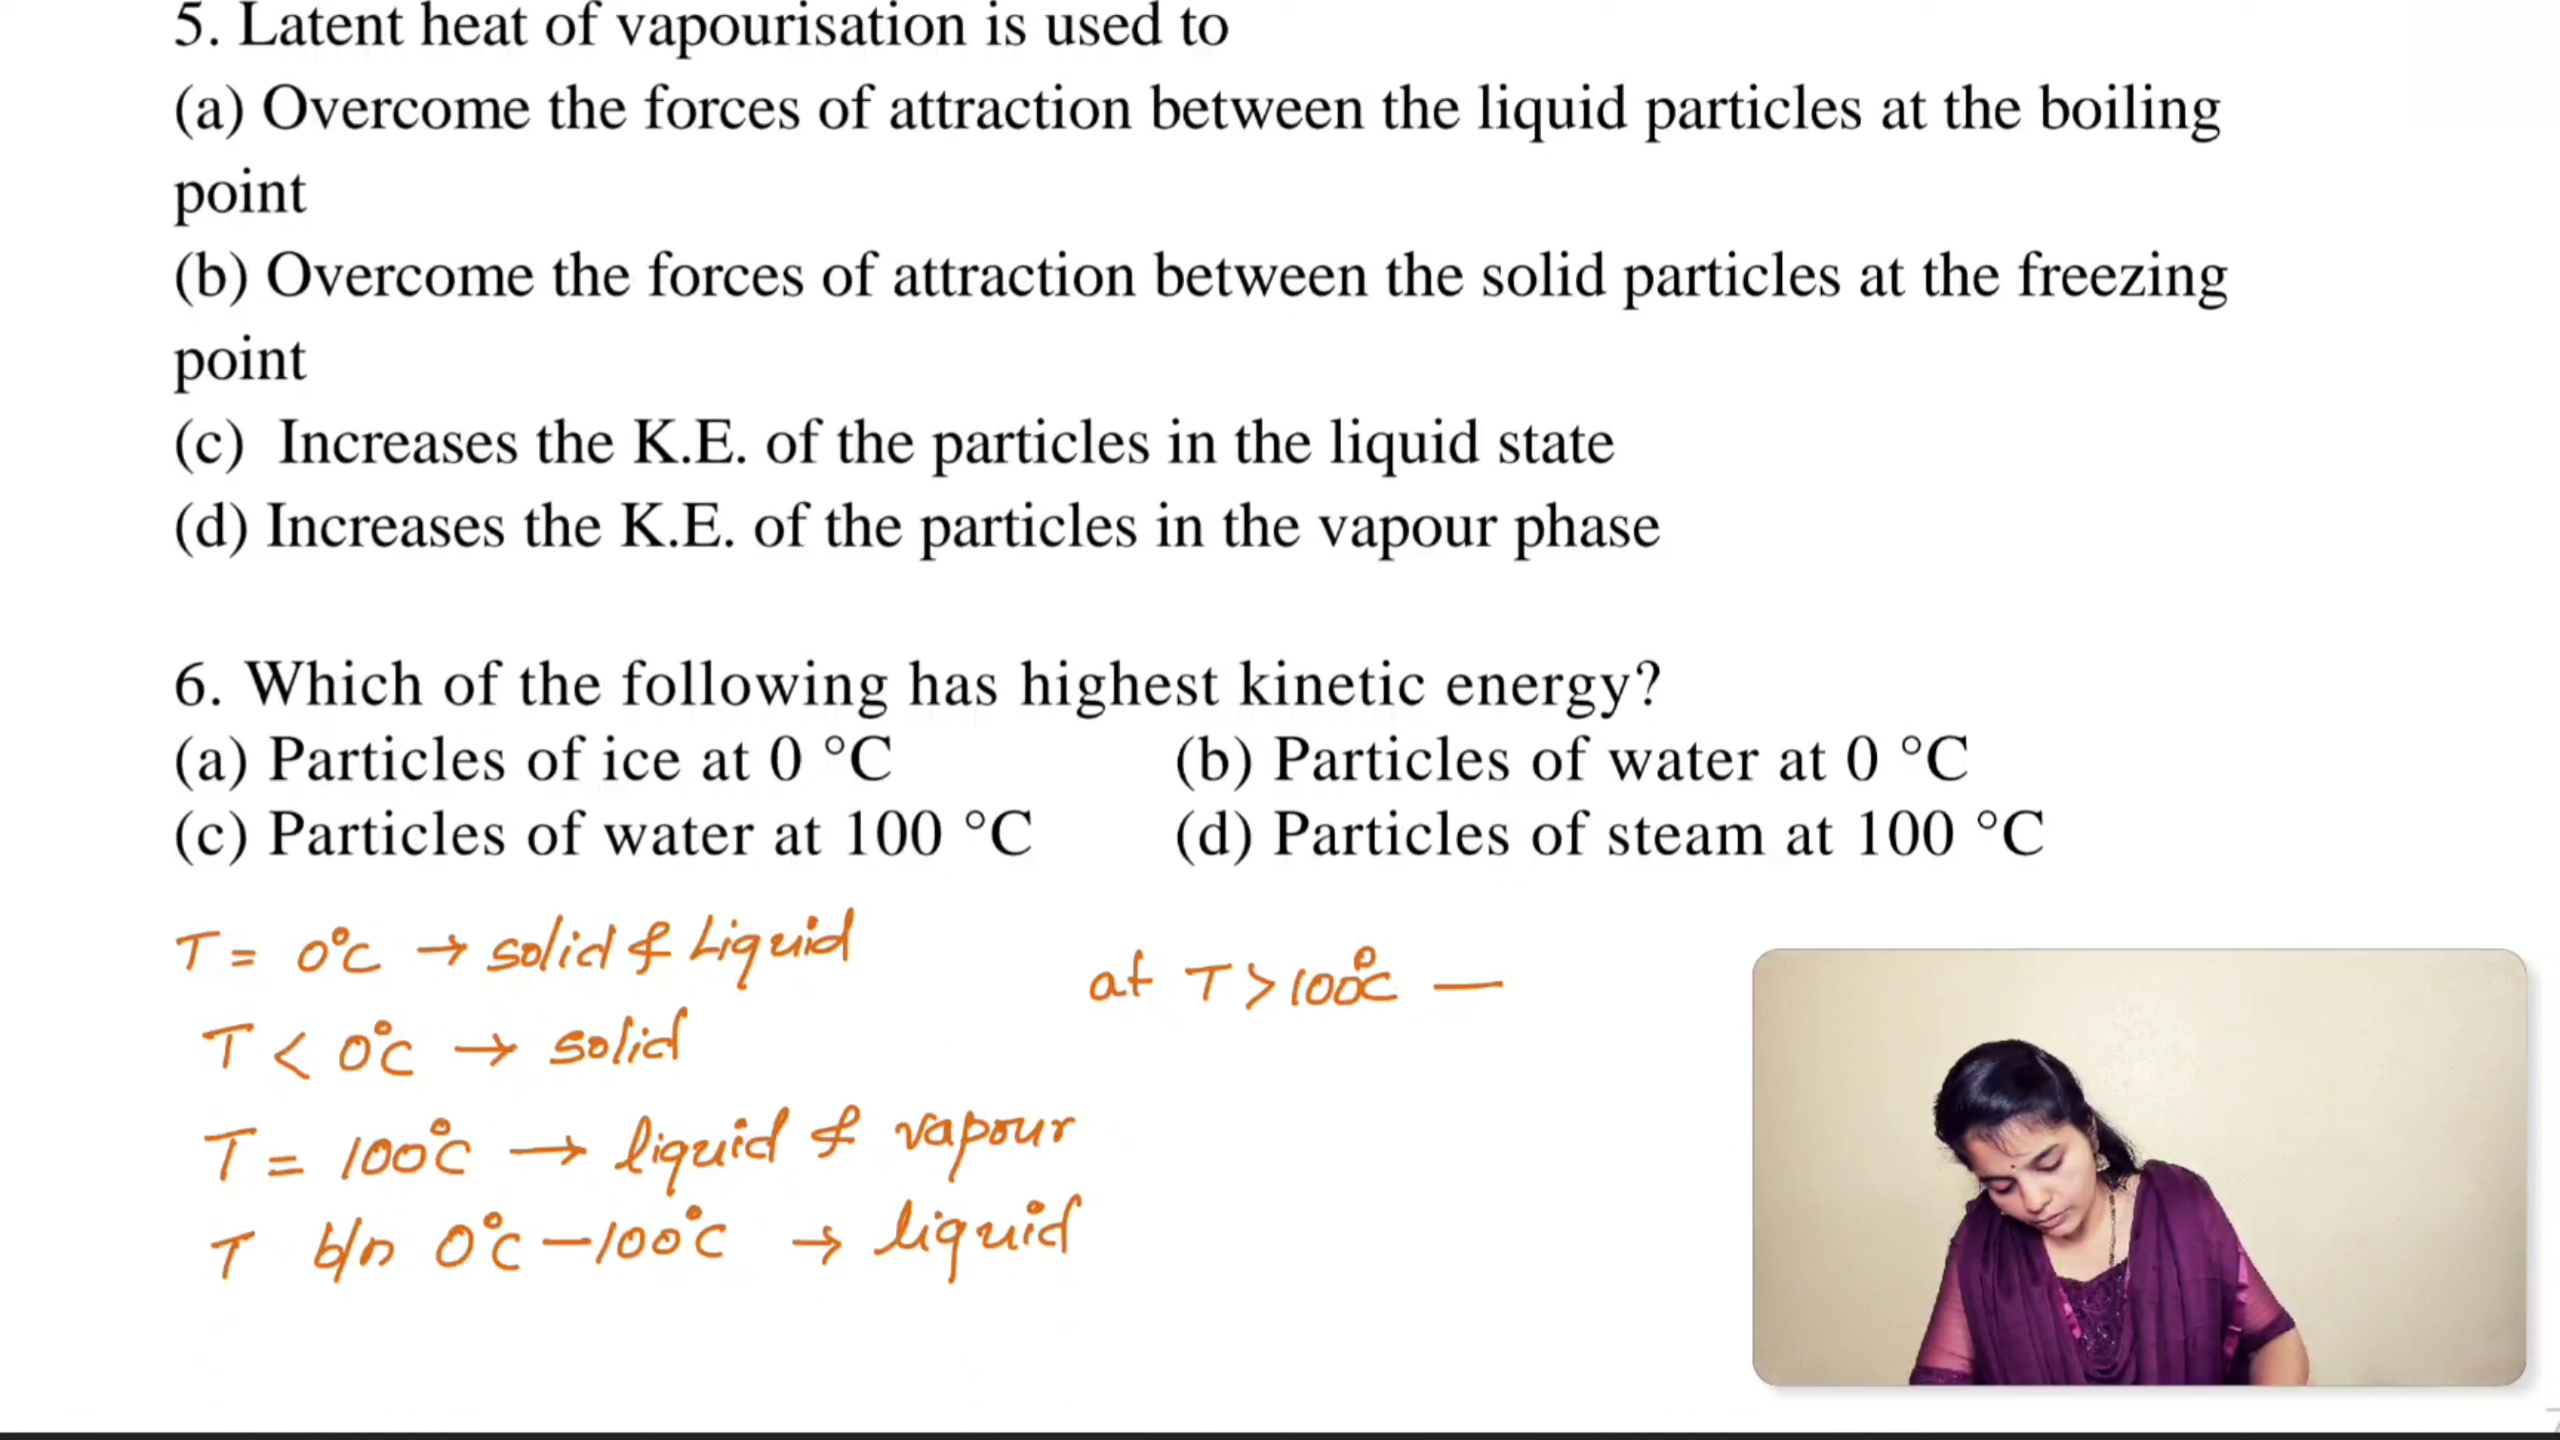 5. Latent heat of vapourisation is used to
(a) Overcome the forces of attraction between the liquid particles at the boiling
point
(b) Overcome the forces of attraction between the solid particles at the freezing
point
(c) Increases the K.E. of the particles in the liquid state
(d) Increases the K.E. of the particles in the vapour phase
6. Which of the following has highest kinetic energy?
(a) Particles of ice at 0 °C (b) Particles of water at 0 °C
(c) Particles of water at 100 °C (d) Particles of steam at 100 °C
T = 0°C → solid & Liquid
at T > 100°C —
T < 0°C → solid
T = 100°C → liquid & vapour
T b/n 0°C – 100°C → liquid